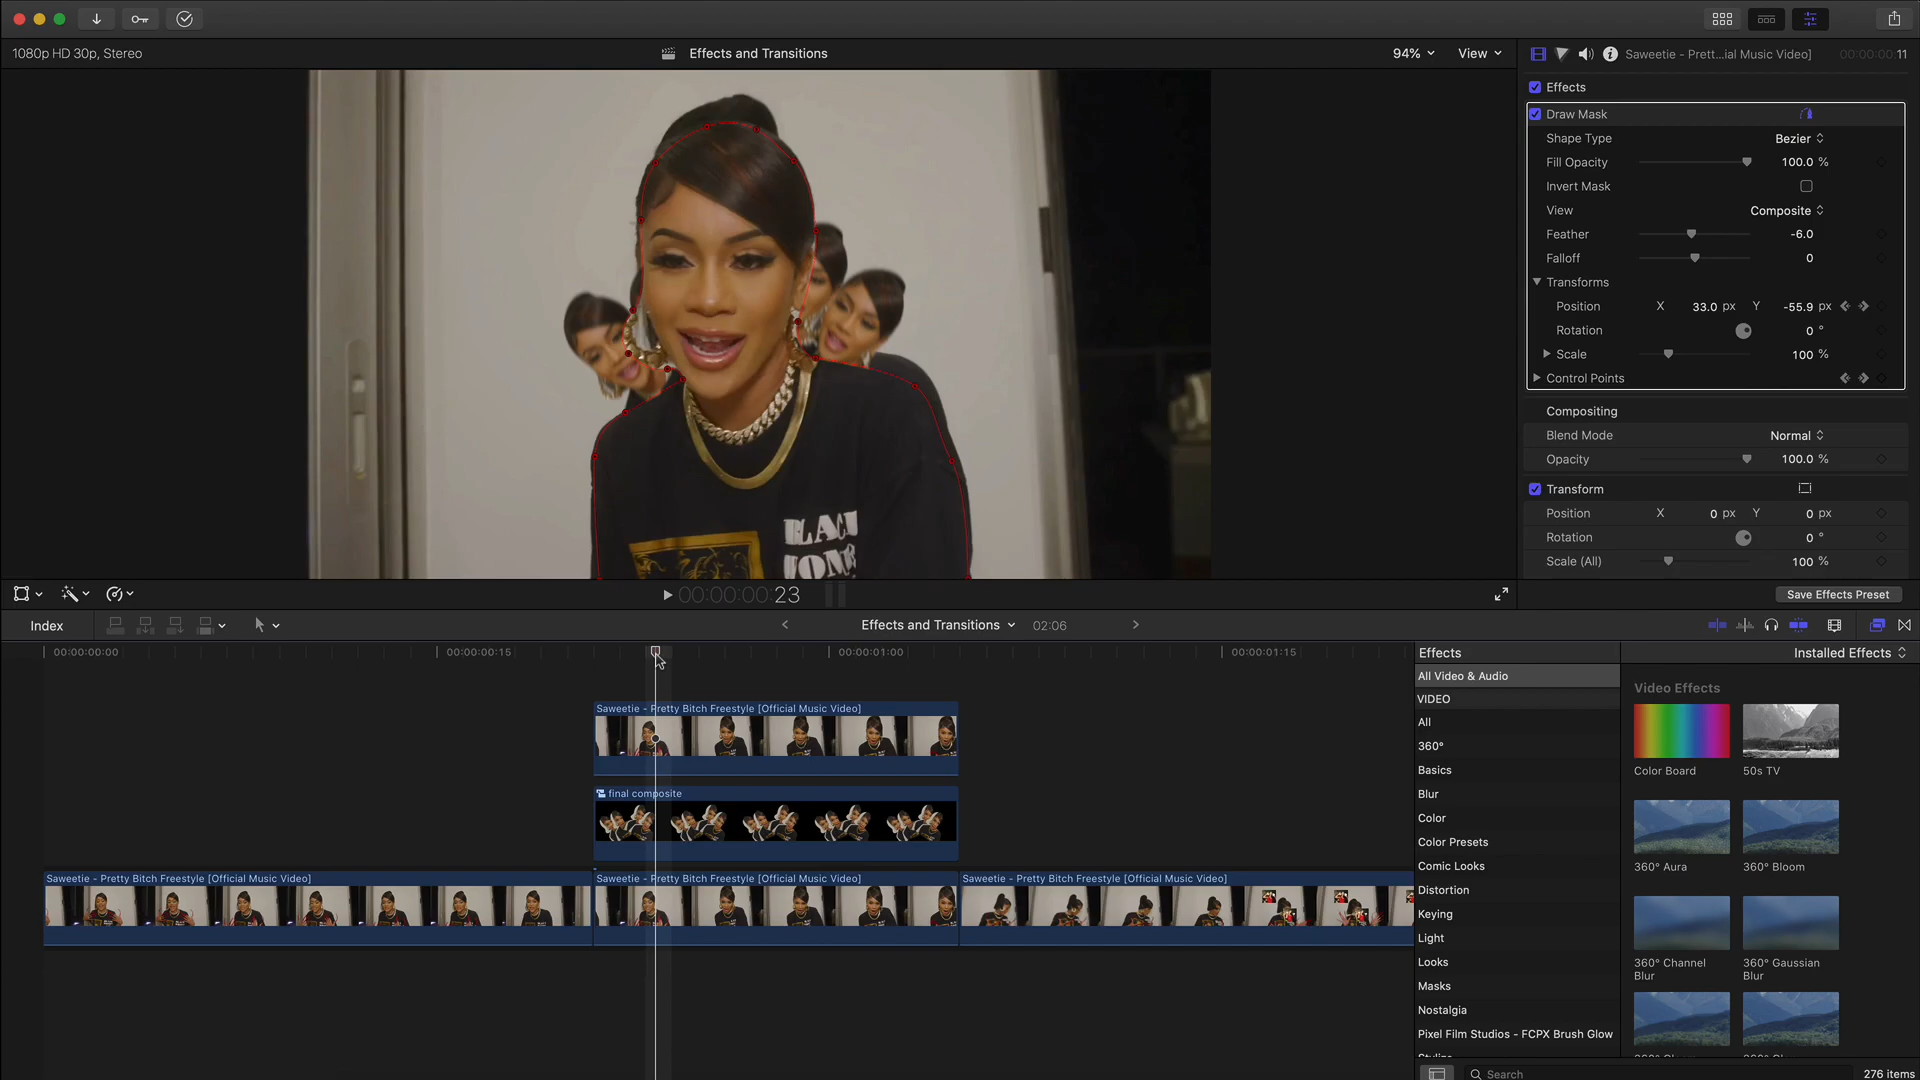 1080p HD 30p, Stereo
Effects and Transitions
94%
View
Saweetie - Prett...ial Music Video]
00:00:00:11
Effects
Draw Mask
Shape Type
Bezier
Fill Opacity
100.0 %
Invert Mask
View
Composite
Feather
-6.0
Falloff
0
Transforms
Position X 33.0 px Y -55.9 px
Rotation
0 °
Scale
100 %
Control Points
Compositing
Blend Mode
Normal
Opacity
100.0 %
Transform
Position X 0 px Y 0 px
Rotation
0 °
Scale (All)
100 %
BLACK
WOME
00:00:00:23
Save Effects Preset
Index
Effects and Transitions
02:06
00:00:00:00
00:00:00:15
00:00:01:00
00:00:01:15
Saweetie - Pretty Bitch Freestyle [Official Music Video]
final composite
Saweetie - Pretty Bitch Freestyle [Official Music Video]
Saweetie - Pretty Bitch Freestyle [Official Music Video]
Saweetie - Pretty Bitch Freestyle [Official Music Video]
Effects
Installed Effects
All Video & Audio
VIDEO
All
360°
Basics
Blur
Color
Color Presets
Comic Looks
Distortion
Keying
Light
Looks
Masks
Nostalgia
Pixel Film Studios - FCPX Brush Glow
Video Effects
Color Board
50s TV
360° Aura
360° Bloom
360° Channel
Blur
360° Gaussian
Blur
Search
276 items